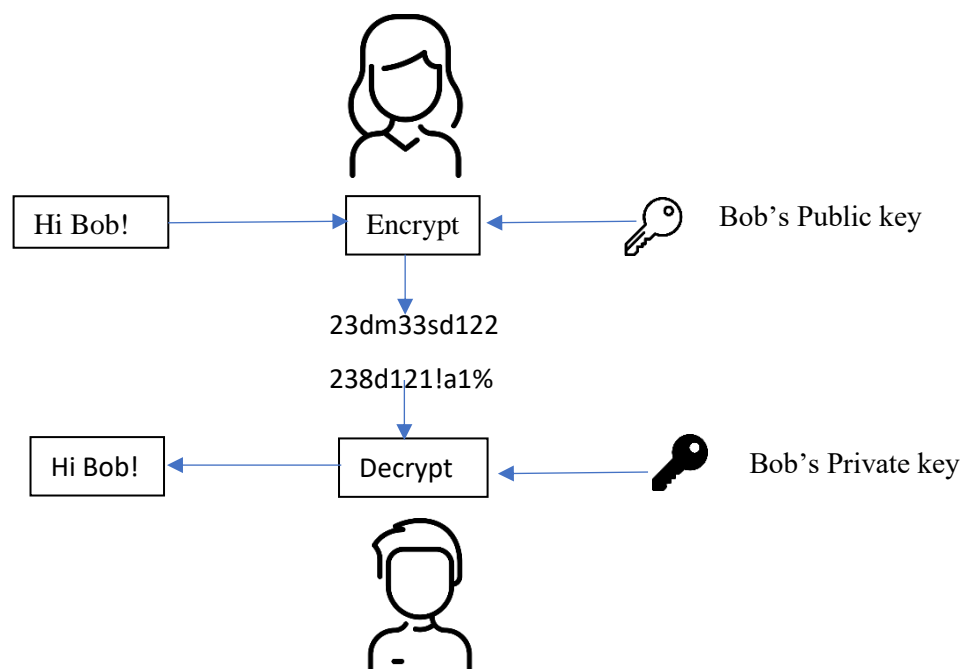 Hi Bob!
Encrypt
Bob’s Public key
23dm33sd122
238d121!a1%
Hi Bob!
Decrypt
Bob’s Private key